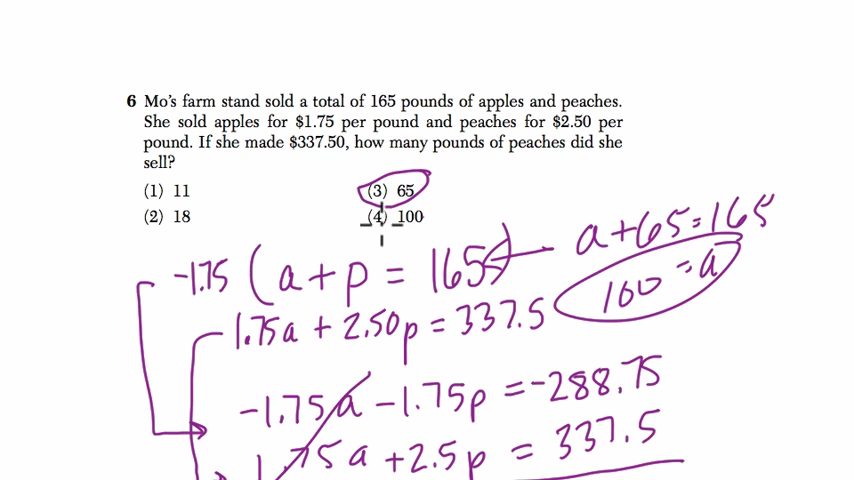 6 Mo's farm stand sold a total of 165 pounds of apples and peaches.
She sold apples for $1.75 per pound and peaches for $2.50 per
pound. If she made $337.50, how many pounds of peaches did she
sell?
(1) 11 (3) 65
(2) 18 (4) 100
a+65=165
-1.75 (a+p = 165)
100 = a
1.75a + 2.50p = 337.5
-1.75a - 1.75p = -288.75
1.75a + 2.5p = 337.5